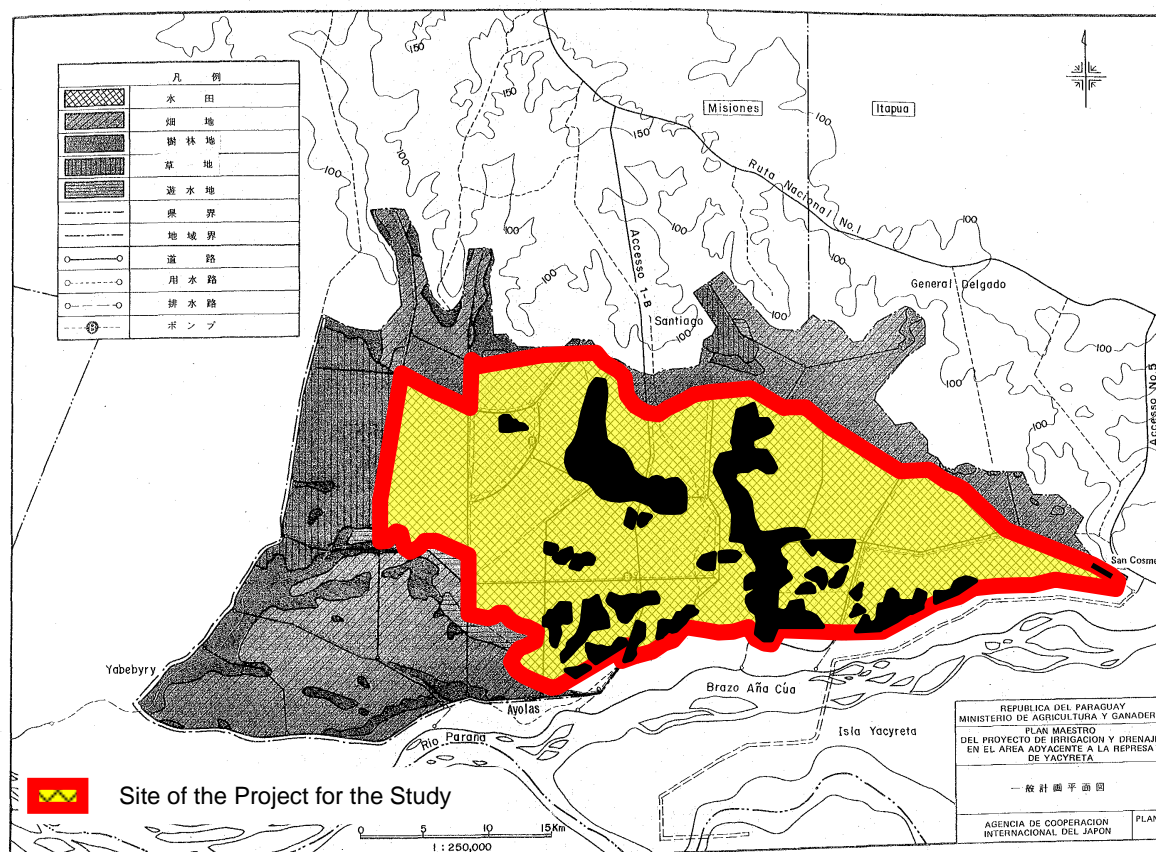 凡 例
水 田
畑 地
樹 林 地
草 地
遊 水 地
県 界
地 域 界
道 路
用 水 路
排 水 路
ポ ン プ
150
150
150
100
100
100
100
100
100
100
100
100
100
100
100
Misiones
Itapua
Ruta Nacional No.1
Accesso 1-B
Santiago
General Delgado
Accesso No 5
San Cosme
Yabebyry
Ayolas
Río Paraná
Brazo Aña Cúa
Isla Yacyreta
Site of the Project for the Study
0 5 10 15Km
1 : 250,000
REPUBLICA DEL PARAGUAY
MINISTERIO DE AGRICULTURA Y GANADER
PLAN MAESTRO
DEL PROYECTO DE IRRIGACION Y DRENAJE
EN EL AREA ADYACENTE A LA REPRESA
DE YACYRETA
一 般 計 画 平 面 図
AGENCIA DE COOPERACION
INTERNACIONAL DEL JAPON
PLAN